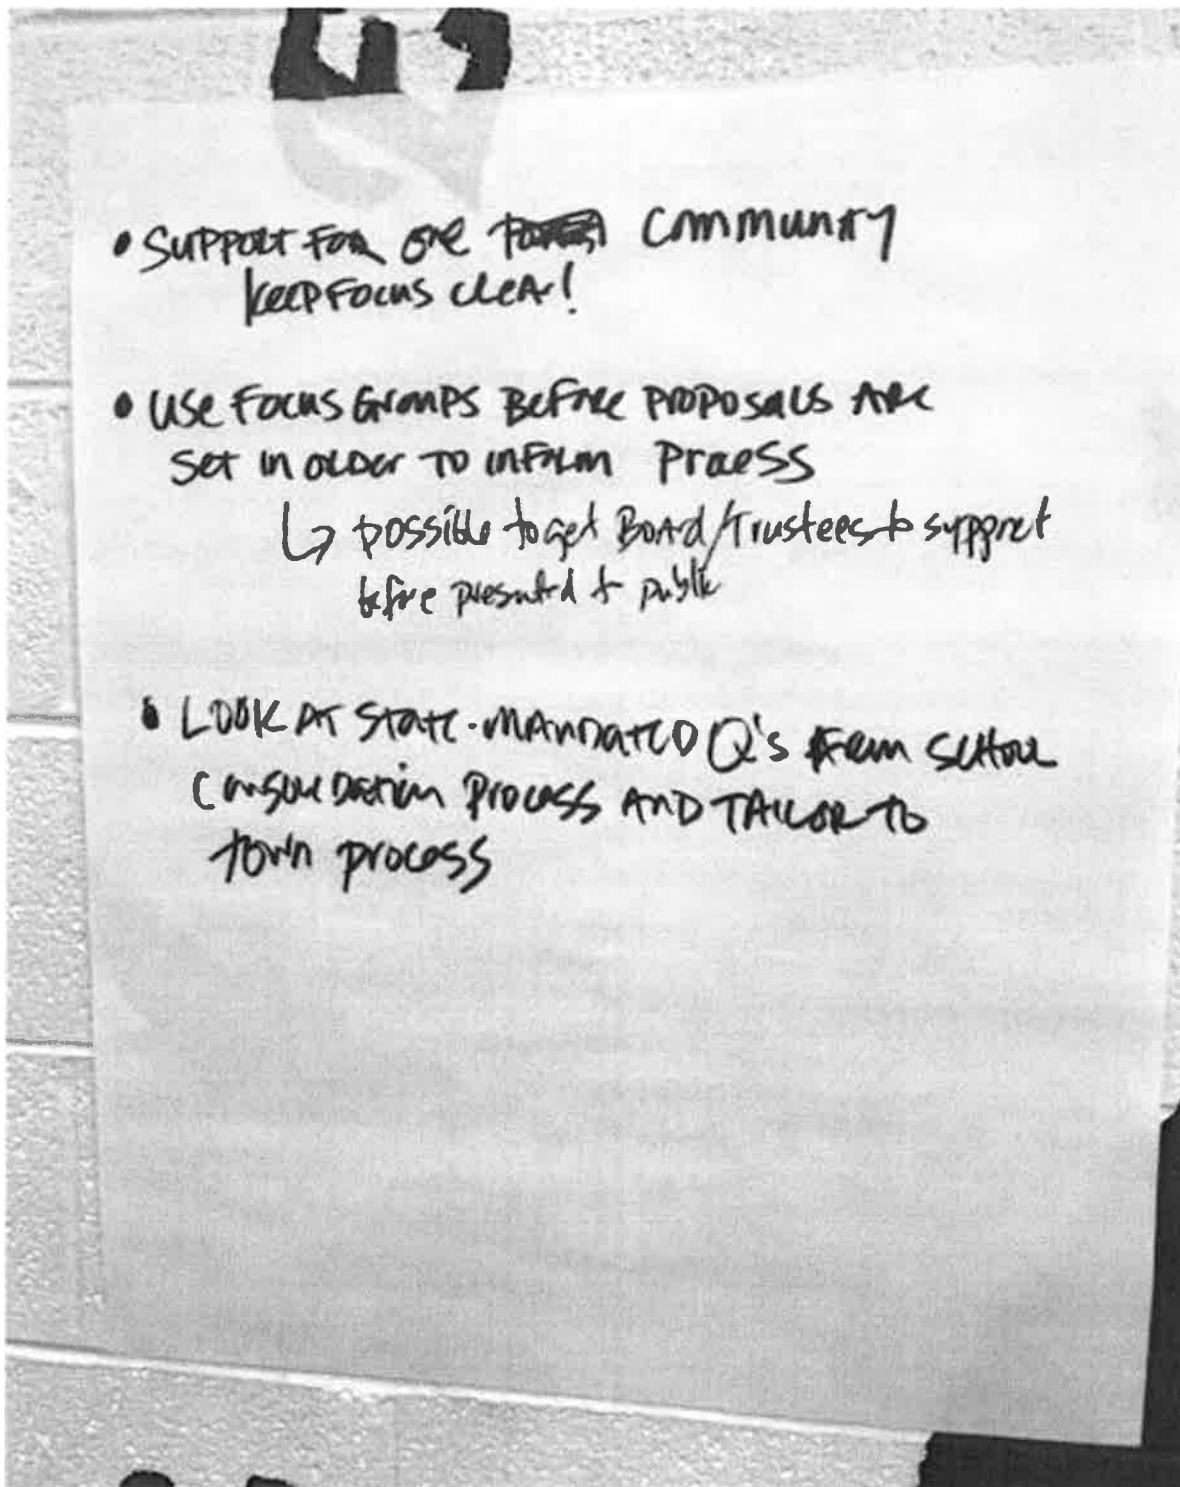 • SUPPORT FOR ONE COMMUNITY
KEEP FOCUS CLEAR!
• USE FOCUS GROUPS BEFORE PROPOSALS ARE
SET IN ORDER TO INFORM PROCESS
↳ possible to get Board/Trustees to support
before presented to public
• LOOK AT STATE-MANDATED Q's FROM SCHOOL
CONSOLIDATION PROCESS AND TAILOR TO
TOWN PROCESS